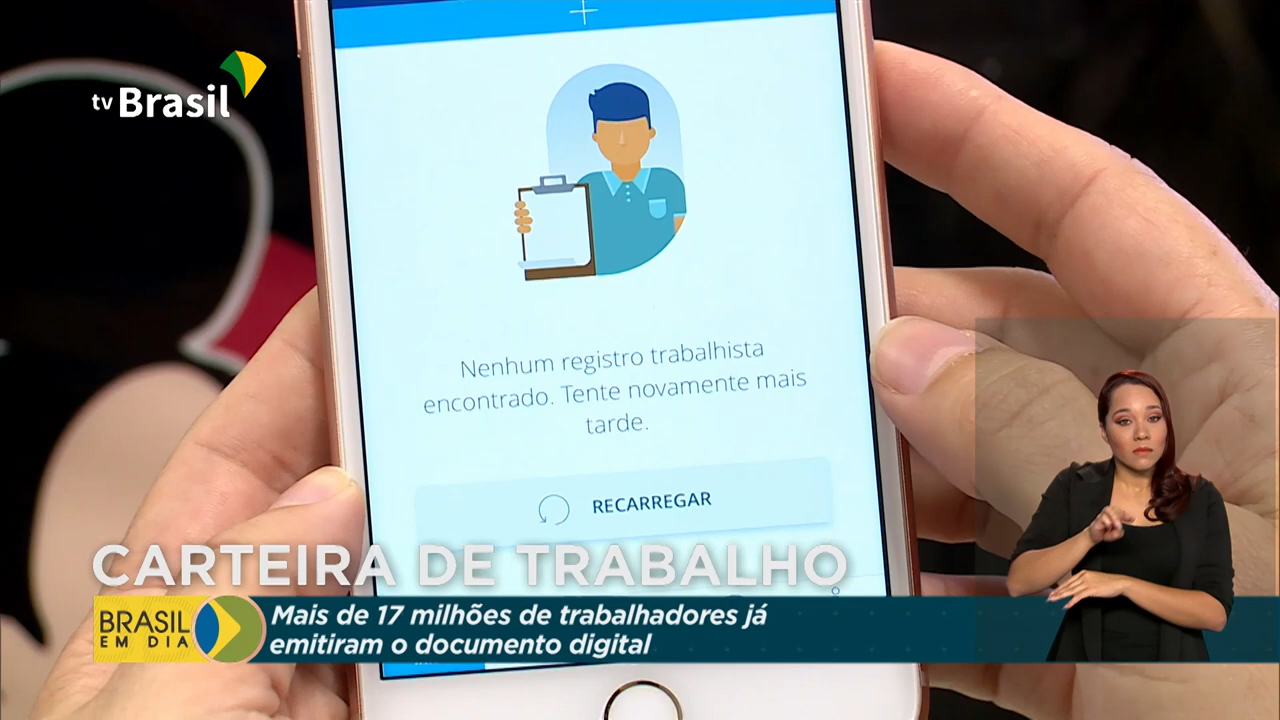 tv Brasil
Nenhum registro trabalhista
encontrado. Tente novamente mais
tarde.
RECARREGAR
CARTEIRA DE TRABALHO
BRASIL
EM DIA
Mais de 17 milhões de trabalhadores já
emitiram o documento digital